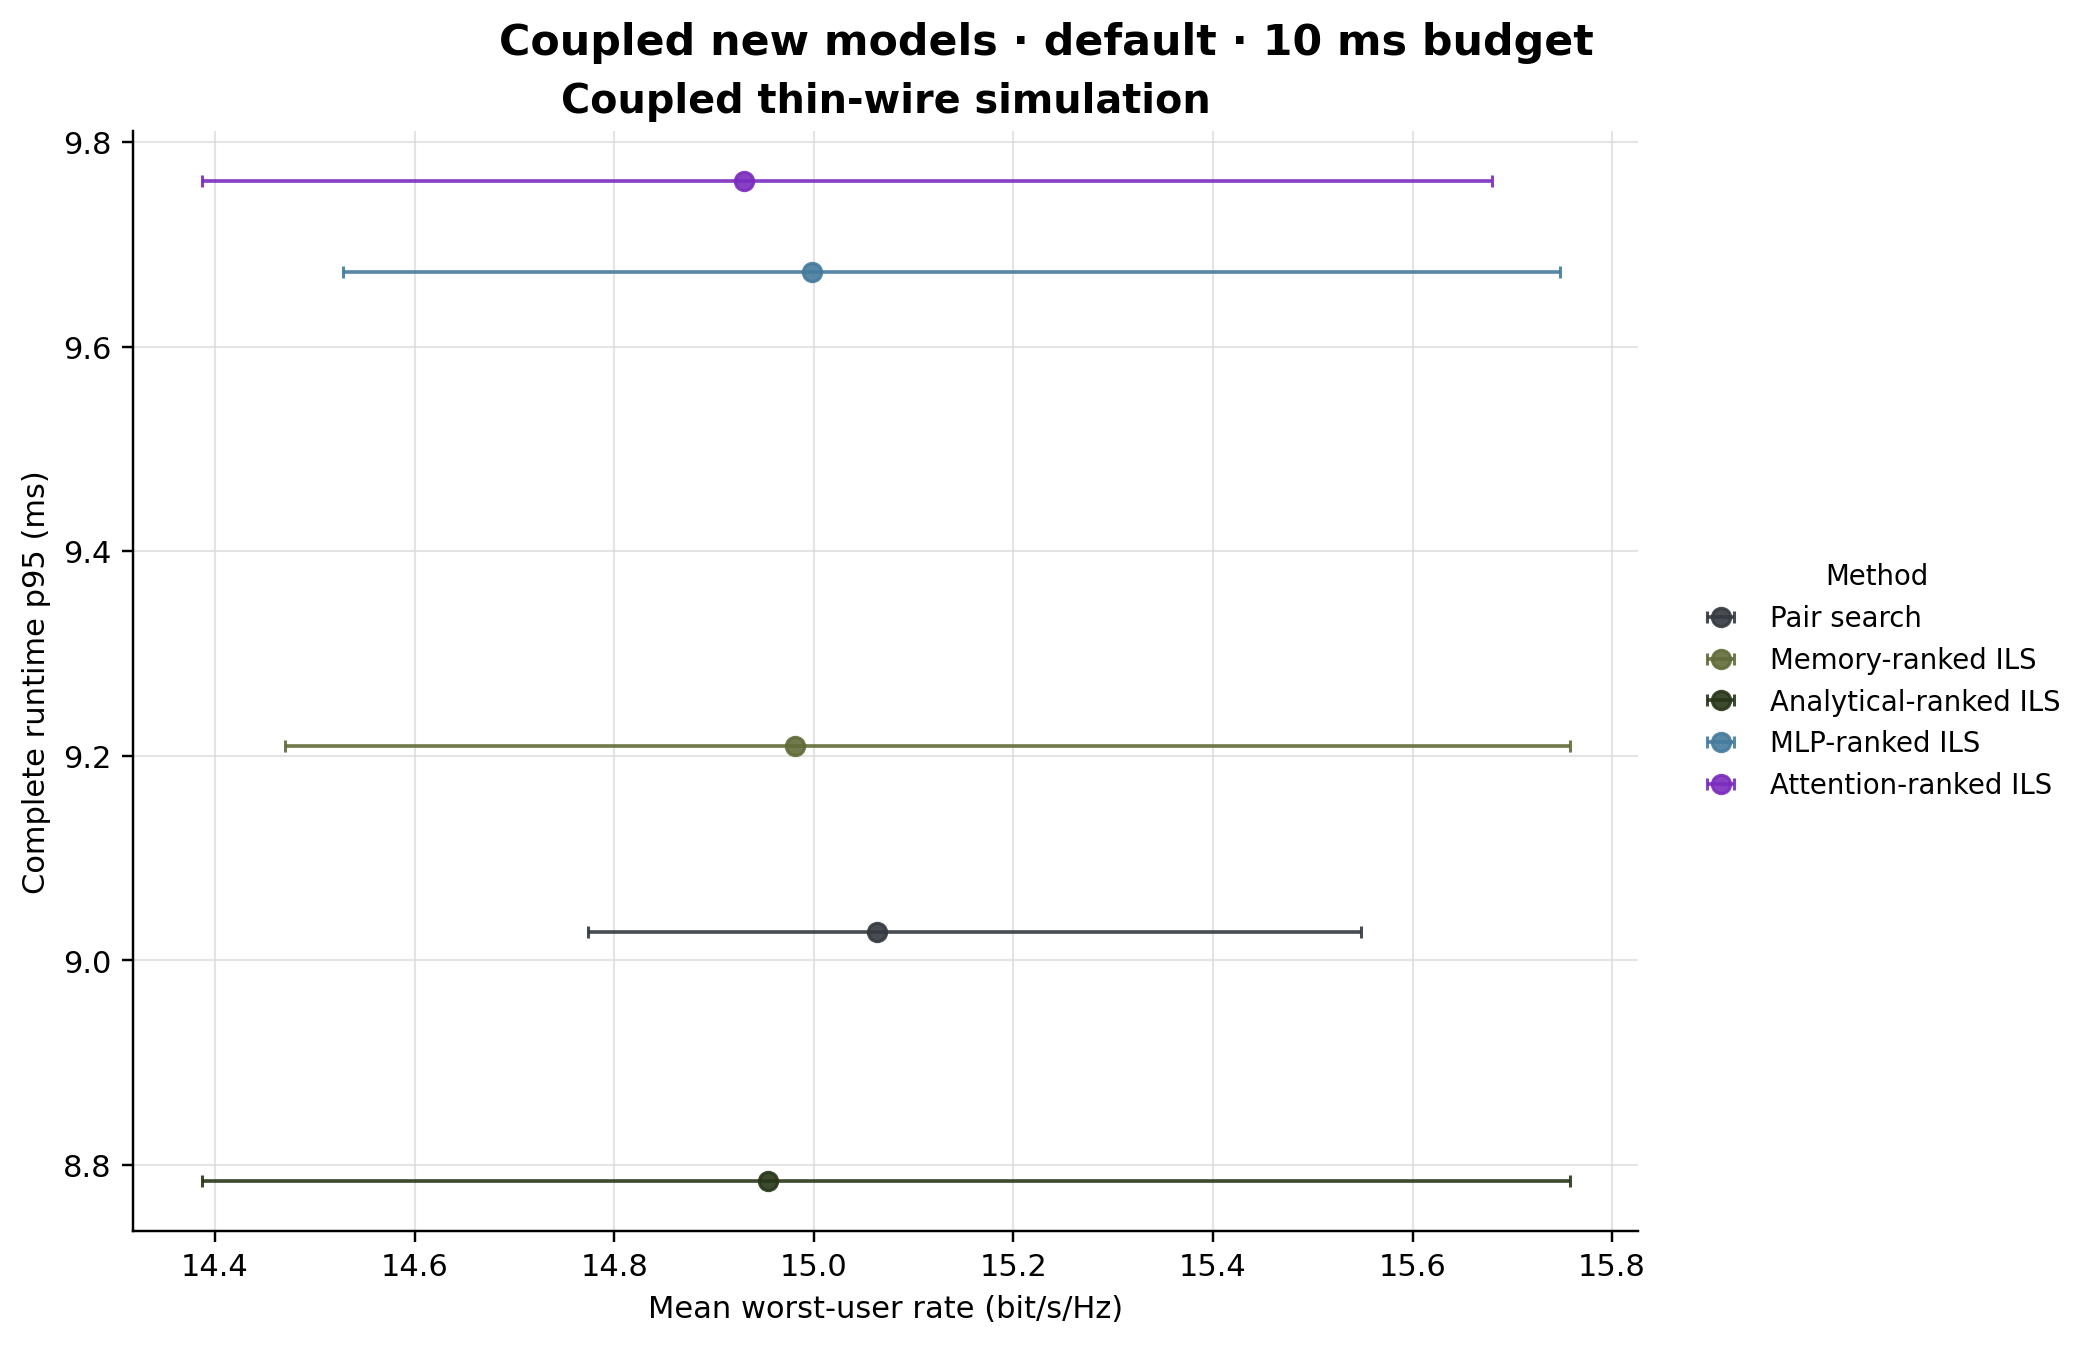 Coupled new models · default · 10 ms budget
Coupled thin-wire simulation
Complete runtime p95 (ms)
9.8
9.6
9.4
9.2
9.0
8.8
14.4 14.6 14.8 15.0 15.2 15.4 15.6 15.8
Mean worst-user rate (bit/s/Hz)
Method
Pair search
Memory-ranked ILS
Analytical-ranked ILS
MLP-ranked ILS
Attention-ranked ILS